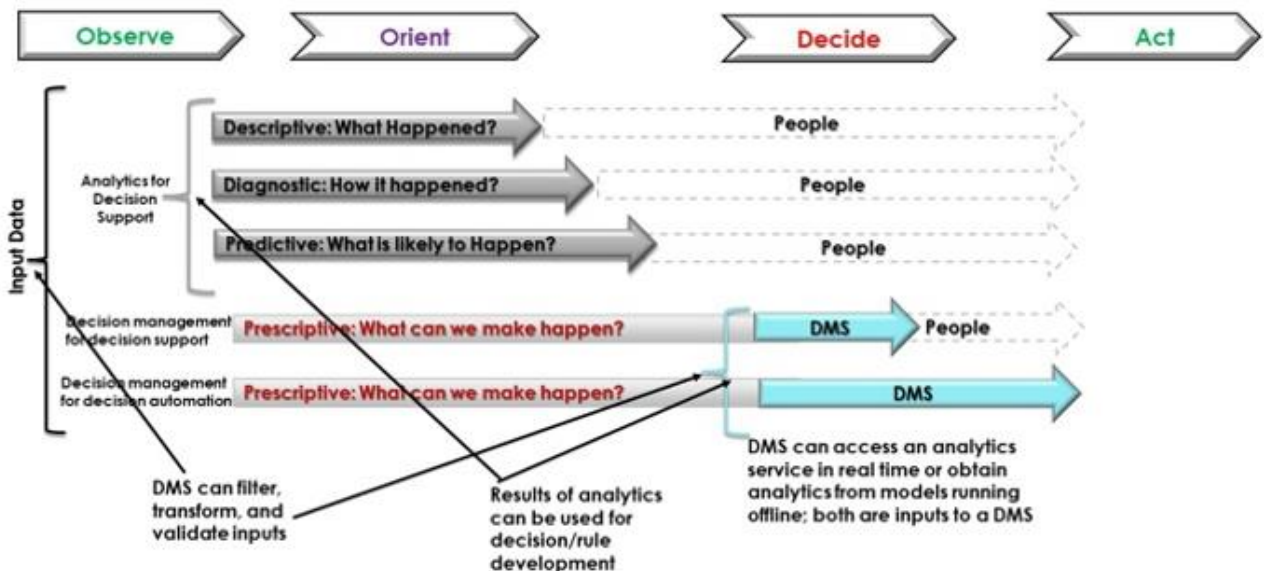 Observe
Orient
Decide
Act
Input Data
Analytics for
Decision
Support
Descriptive: What Happened?
People
Diagnostic: How it happened?
People
Predictive: What is likely to Happen?
People
Decision management
for decision support
Prescriptive: What can we make happen?
DMS
People
Decision management
for decision automation
Prescriptive: What can we make happen?
DMS
DMS can filter,
transform, and
validate inputs
Results of analytics
can be used for
decision/rule
development
DMS can access an analytics
service in real time or obtain
analytics from models running
offline; both are inputs to a DMS